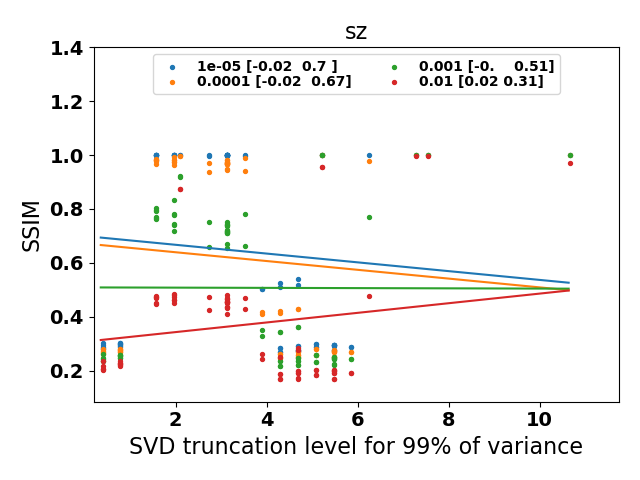 sz
1e-05 [-0.02  0.7 ]
0.0001 [-0.02  0.67]
0.001 [-0.    0.51]
0.01 [0.02 0.31]
SSIM
1.4
1.2
1.0
0.8
0.6
0.4
0.2
2 4 6 8 10
SVD truncation level for 99% of variance